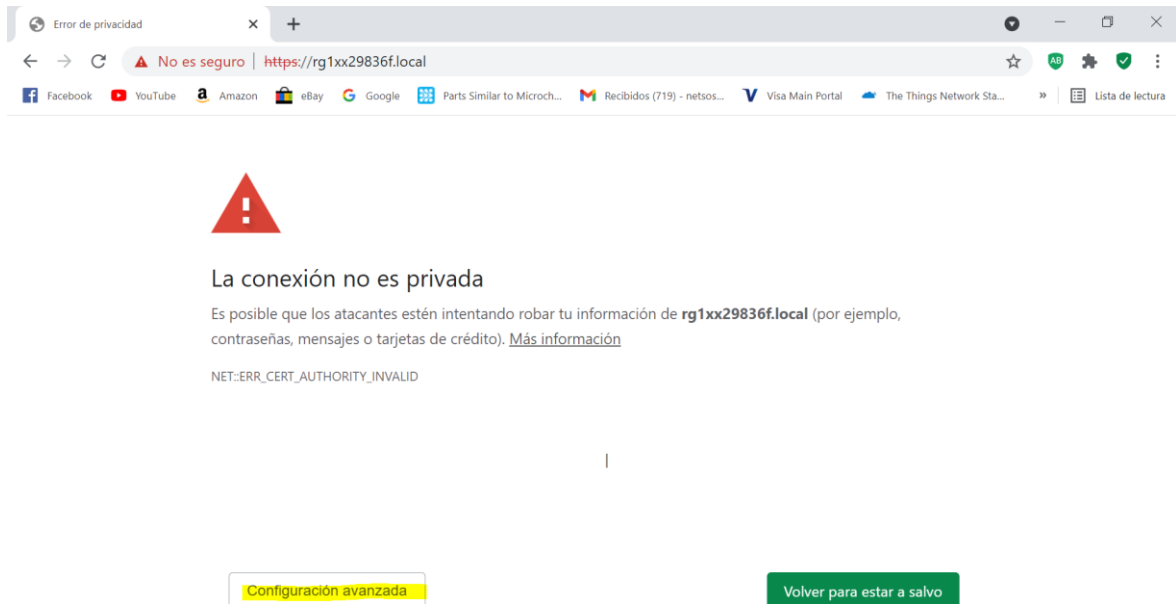 Error de privacidad
No es seguro | https://rg1xx29836f.local
AB
Facebook YouTube Amazon eBay Google Parts Similar to Microch... Recibidos (719) - netsos... Visa Main Portal The Things Network Sta... » Lista de lectura
La conexión no es privada
Es posible que los atacantes estén intentando robar tu información de rg1xx29836f.local (por ejemplo,
contraseñas, mensajes o tarjetas de crédito). Más información
NET::ERR_CERT_AUTHORITY_INVALID
Configuración avanzada
Volver para estar a salvo